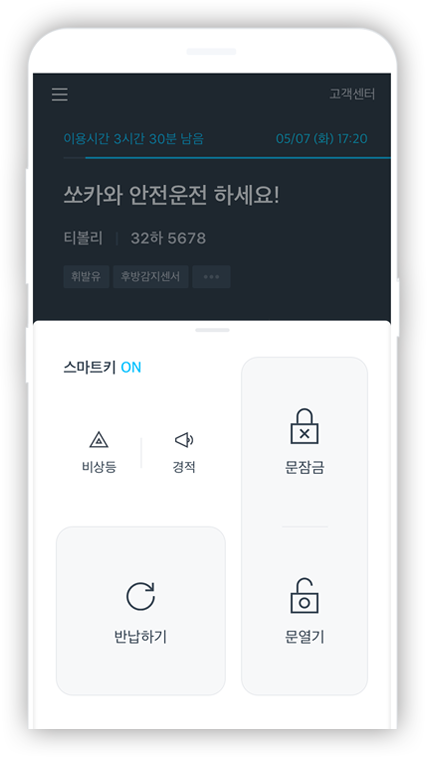 고객센터
이용시간 3시간 30분 남음 05/07 (화) 17:20
쏘카와 안전운전 하세요!
티볼리 32하 5678
휘발유 후방감지센서
스마트키 ON
비상등 경적
문잠금
반납하기
문열기